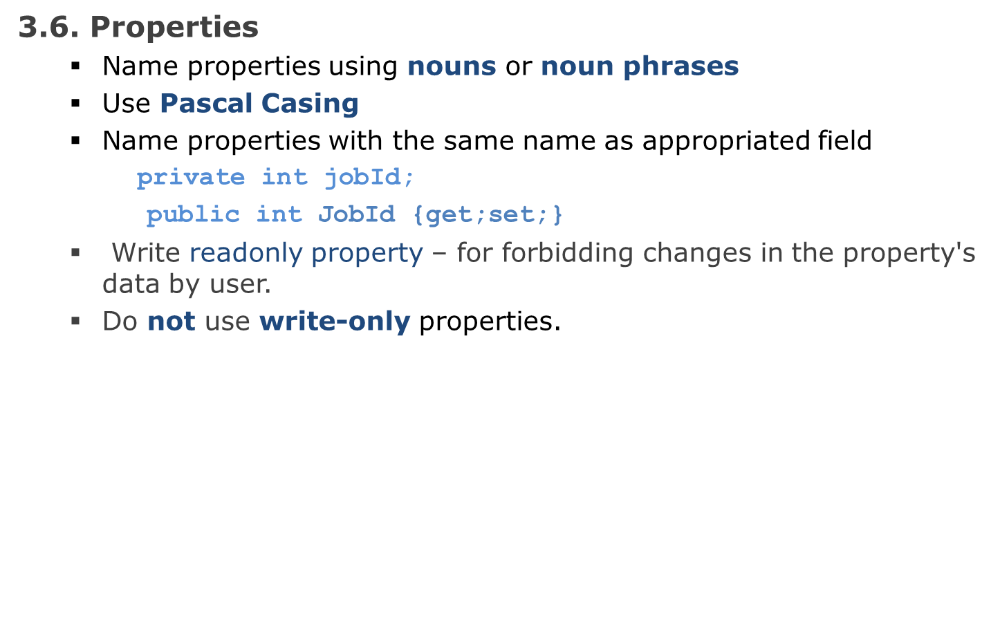 3.6. Properties
▪ Name properties using nouns or noun phrases
▪ Use Pascal Casing
▪ Name properties with the same name as appropriated field
private int jobId;
public int JobId {get;set;}
▪ Write readonly property – for forbidding changes in the property's
data by user.
▪ Do not use write-only properties.